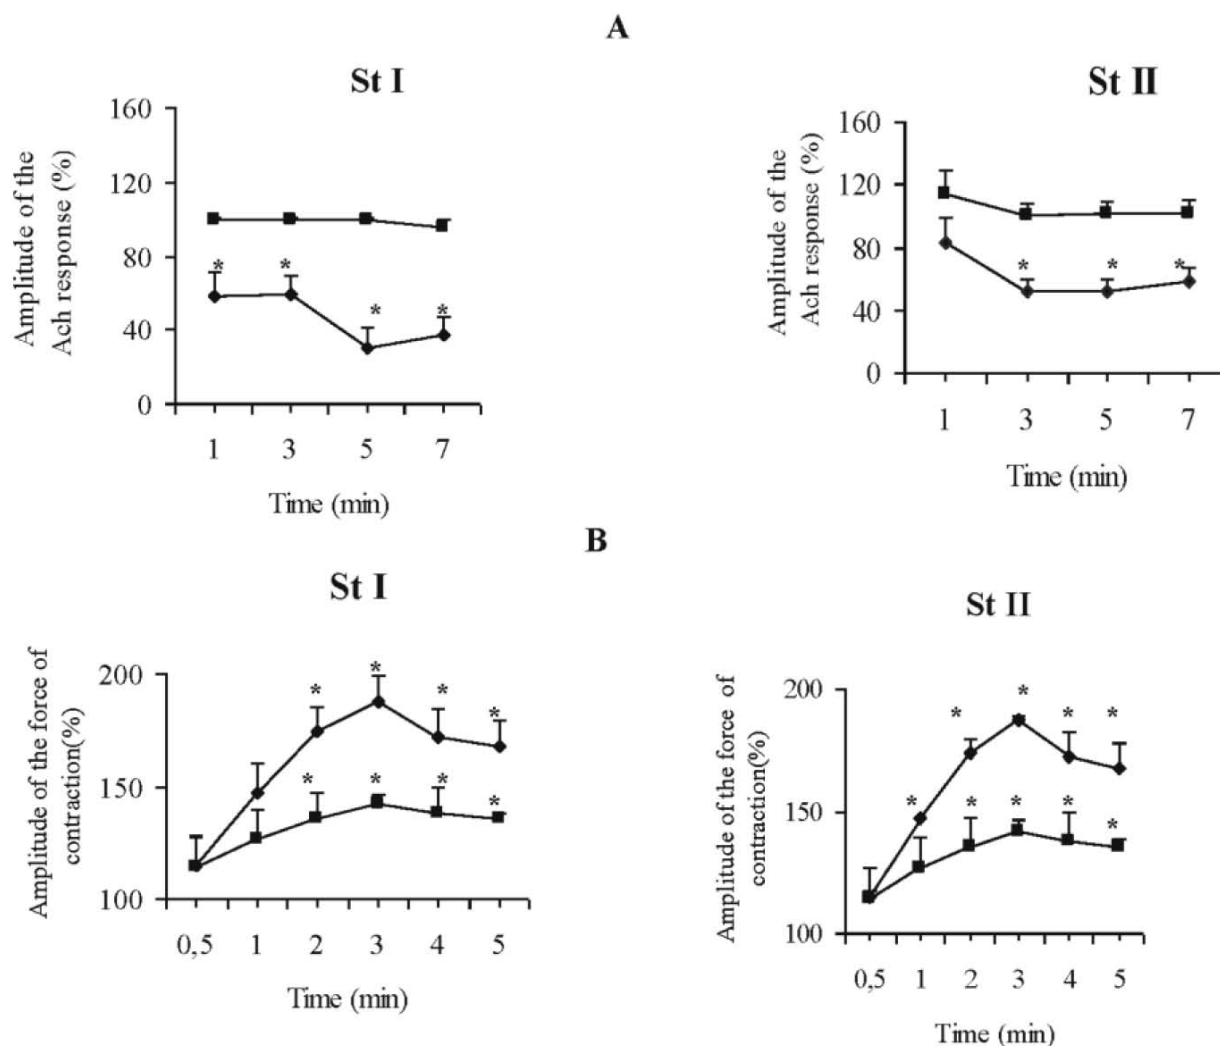 A
St I
Amplitude of the
Ach response (%)
160
120
80
40
0
* * * *
1 3 5 7
Time (min)
St II
Amplitude of the
Ach response (%)
160
120
80
40
0
* * *
1 3 5 7
Time (min)
B
St I
Amplitude of the force of
contraction(%)
200
150
100
* * * *
* * * *
0,5 1 2 3 4 5
Time (min)
St II
Amplitude of the force of
contraction(%)
200
150
100
* * * * *
* * * *
0,5 1 2 3 4 5
Time (min)